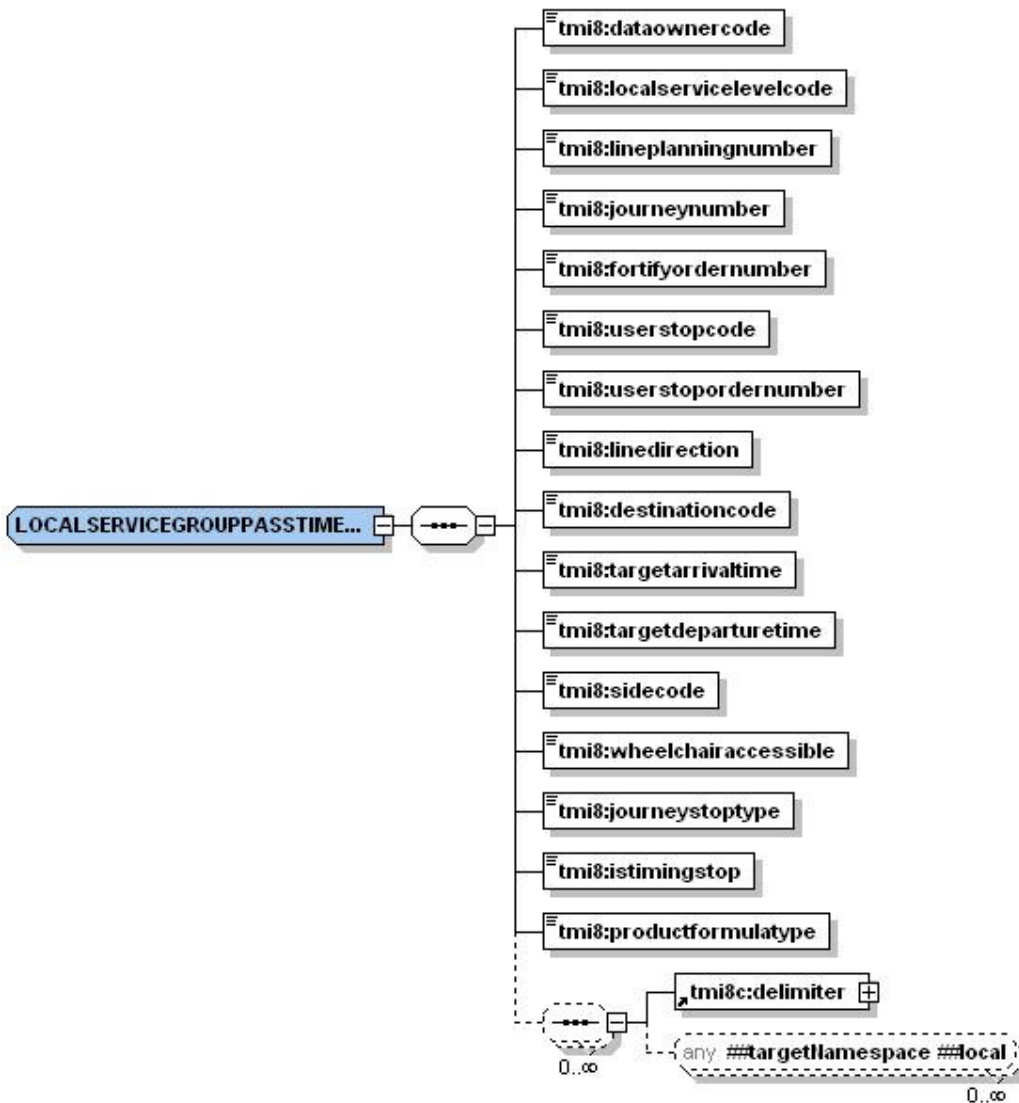 tmi8:dataownercode
tmi8:localservicelevelcode
tmi8:lineplanningnumber
tmi8:journeynumber
tmi8:fortifyordernumber
tmi8:userstopcode
tmi8:userstopordernumber
tmi8:linedirection
LOCALSERVICEGROUPPASSTIME...
tmi8:destinationcode
tmi8:targetarrivaltime
tmi8:targetdeparturetime
tmi8:sidecode
tmi8:wheelchairaccessible
tmi8:journeystoptype
tmi8:istimingstop
tmi8:productformulatype
tmi8c:delimiter
any ##targetNamespace ##local
0..∞
0..∞